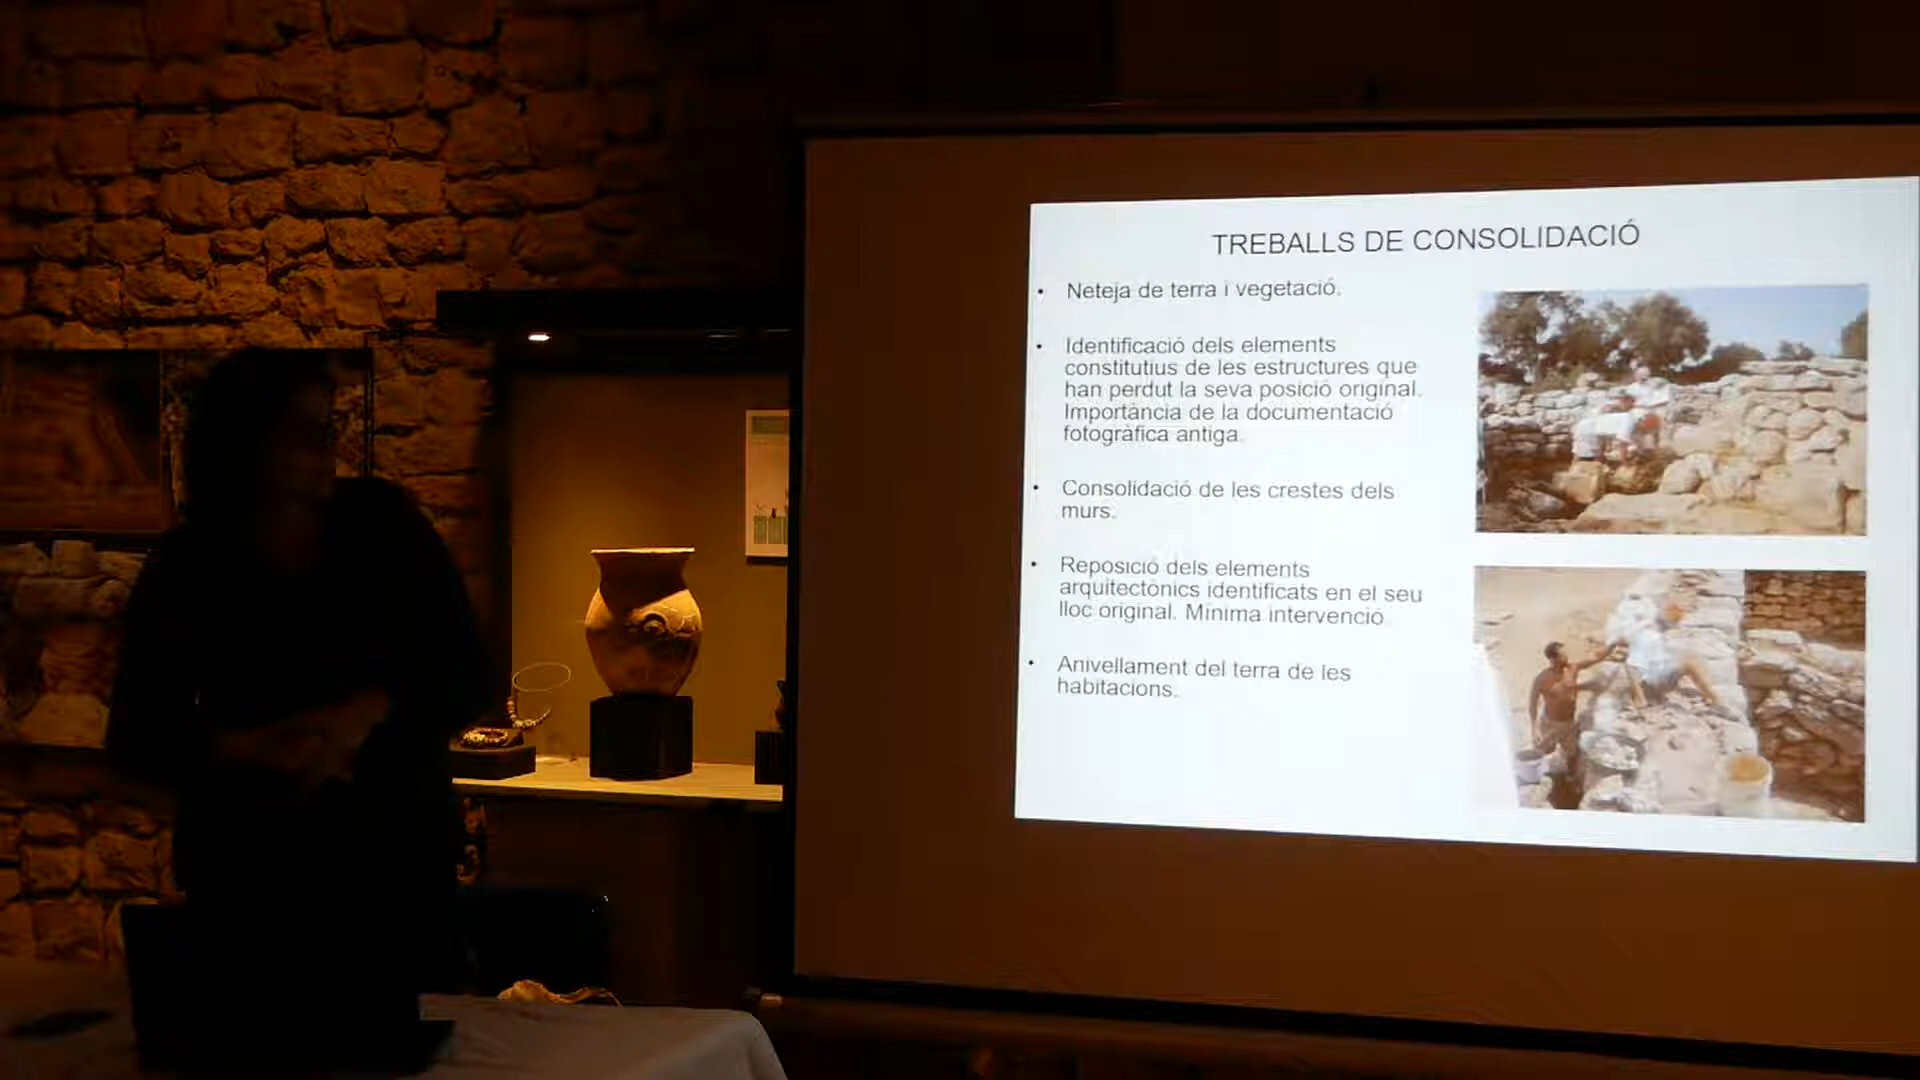 TREBALLS DE CONSOLIDACIÓ
• Neteja de terra i vegetació.
• Identificació dels elements
constitutius de les estructures que
han perdut la seva posició original.
Importància de la documentació
fotogràfica antiga.
• Consolidació de les crestes dels
murs.
• Reposició dels elements
arquitectònics identificats en el seu
lloc original. Mínima intervenció
• Anivellament del terra de les
habitacions.